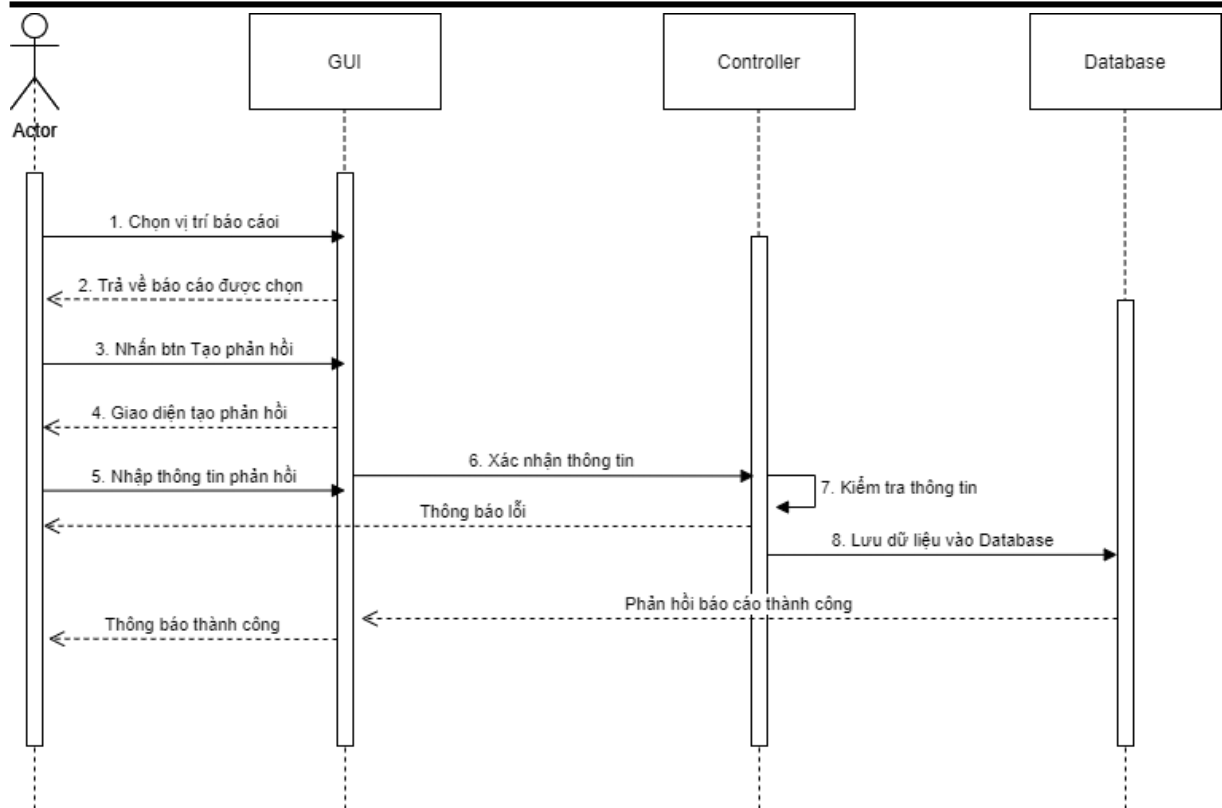 GUI
Controller
Database
Actor
1. Chọn vị trí báo cáoi
2. Trả về báo cáo được chọn
3. Nhấn btn Tạo phản hồi
4. Giao diện tạo phản hồi
6. Xác nhận thông tin
5. Nhập thông tin phản hồi
7. Kiểm tra thông tin
Thông báo lỗi
8. Lưu dữ liệu vào Database
Phản hồi báo cáo thành công
Thông báo thành công